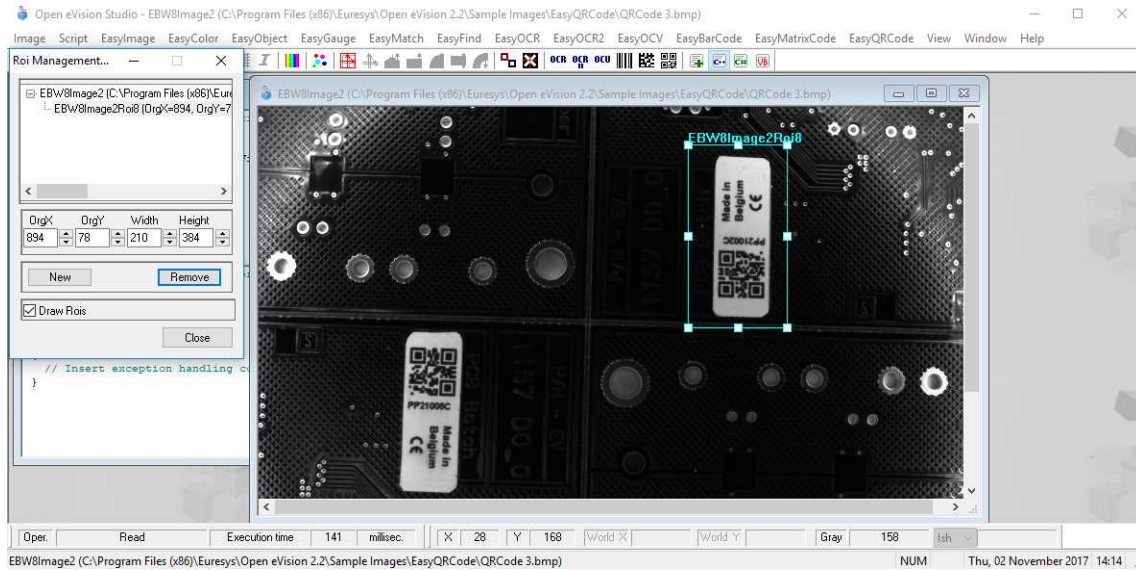 Open eVision Studio - EBW8Image2 (C:\Program Files (x86)\Euresys\Open eVision 2.2\Sample Images\EasyQRCode\QRCode 3.bmp)
Image Script EasyImage EasyColor EasyObject EasyGauge EasyMatch EasyFind EasyOCR EasyOCR2 EasyOCV EasyBarCode EasyMatrixCode EasyQRCode View Window Help
Roi Management...
EBW8Image2 (C:\Program Files (x86)\Eure
EBW8Image2Roi8 (OrgX=894, OrgY=7
OrgX OrgY Width Height
894 78 210 384
New Remove
Draw Rois
Close
// Insert exception handling co
}
EBW8Image2 (C:\Program Files (x86)\Euresys\Open eVision 2.2\Sample Images\EasyQRCode\QRCode 3.bmp)
EBW8Image2Roi8
Made in
Belgium
CE
PP21002C
PP21006C
Made in
Belgium
CE
1157 DO_0
P/N - EV
Oper. Read Execution time 141 millisec. X 28 Y 168 World X World Y Gray 158 lsh
EBW8Image2 (C:\Program Files (x86)\Euresys\Open eVision 2.2\Sample Images\EasyQRCode\QRCode 3.bmp) NUM Thu, 02 November 2017 14:14